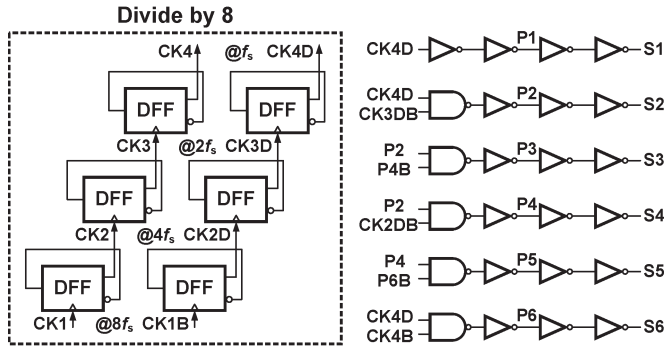 Divide by 8
CK4
@fs
CK4D
DFF
DFF
CK3
@2fs
CK3D
DFF
DFF
CK2
@4fs
CK2D
DFF
DFF
CK1
@8fs
CK1B
CK4D
P1
S1
CK4D
CK3DB
P2
S2
P2
P4B
P3
S3
P2
CK2DB
P4
S4
P4
P6B
P5
S5
CK4D
CK4B
P6
S6